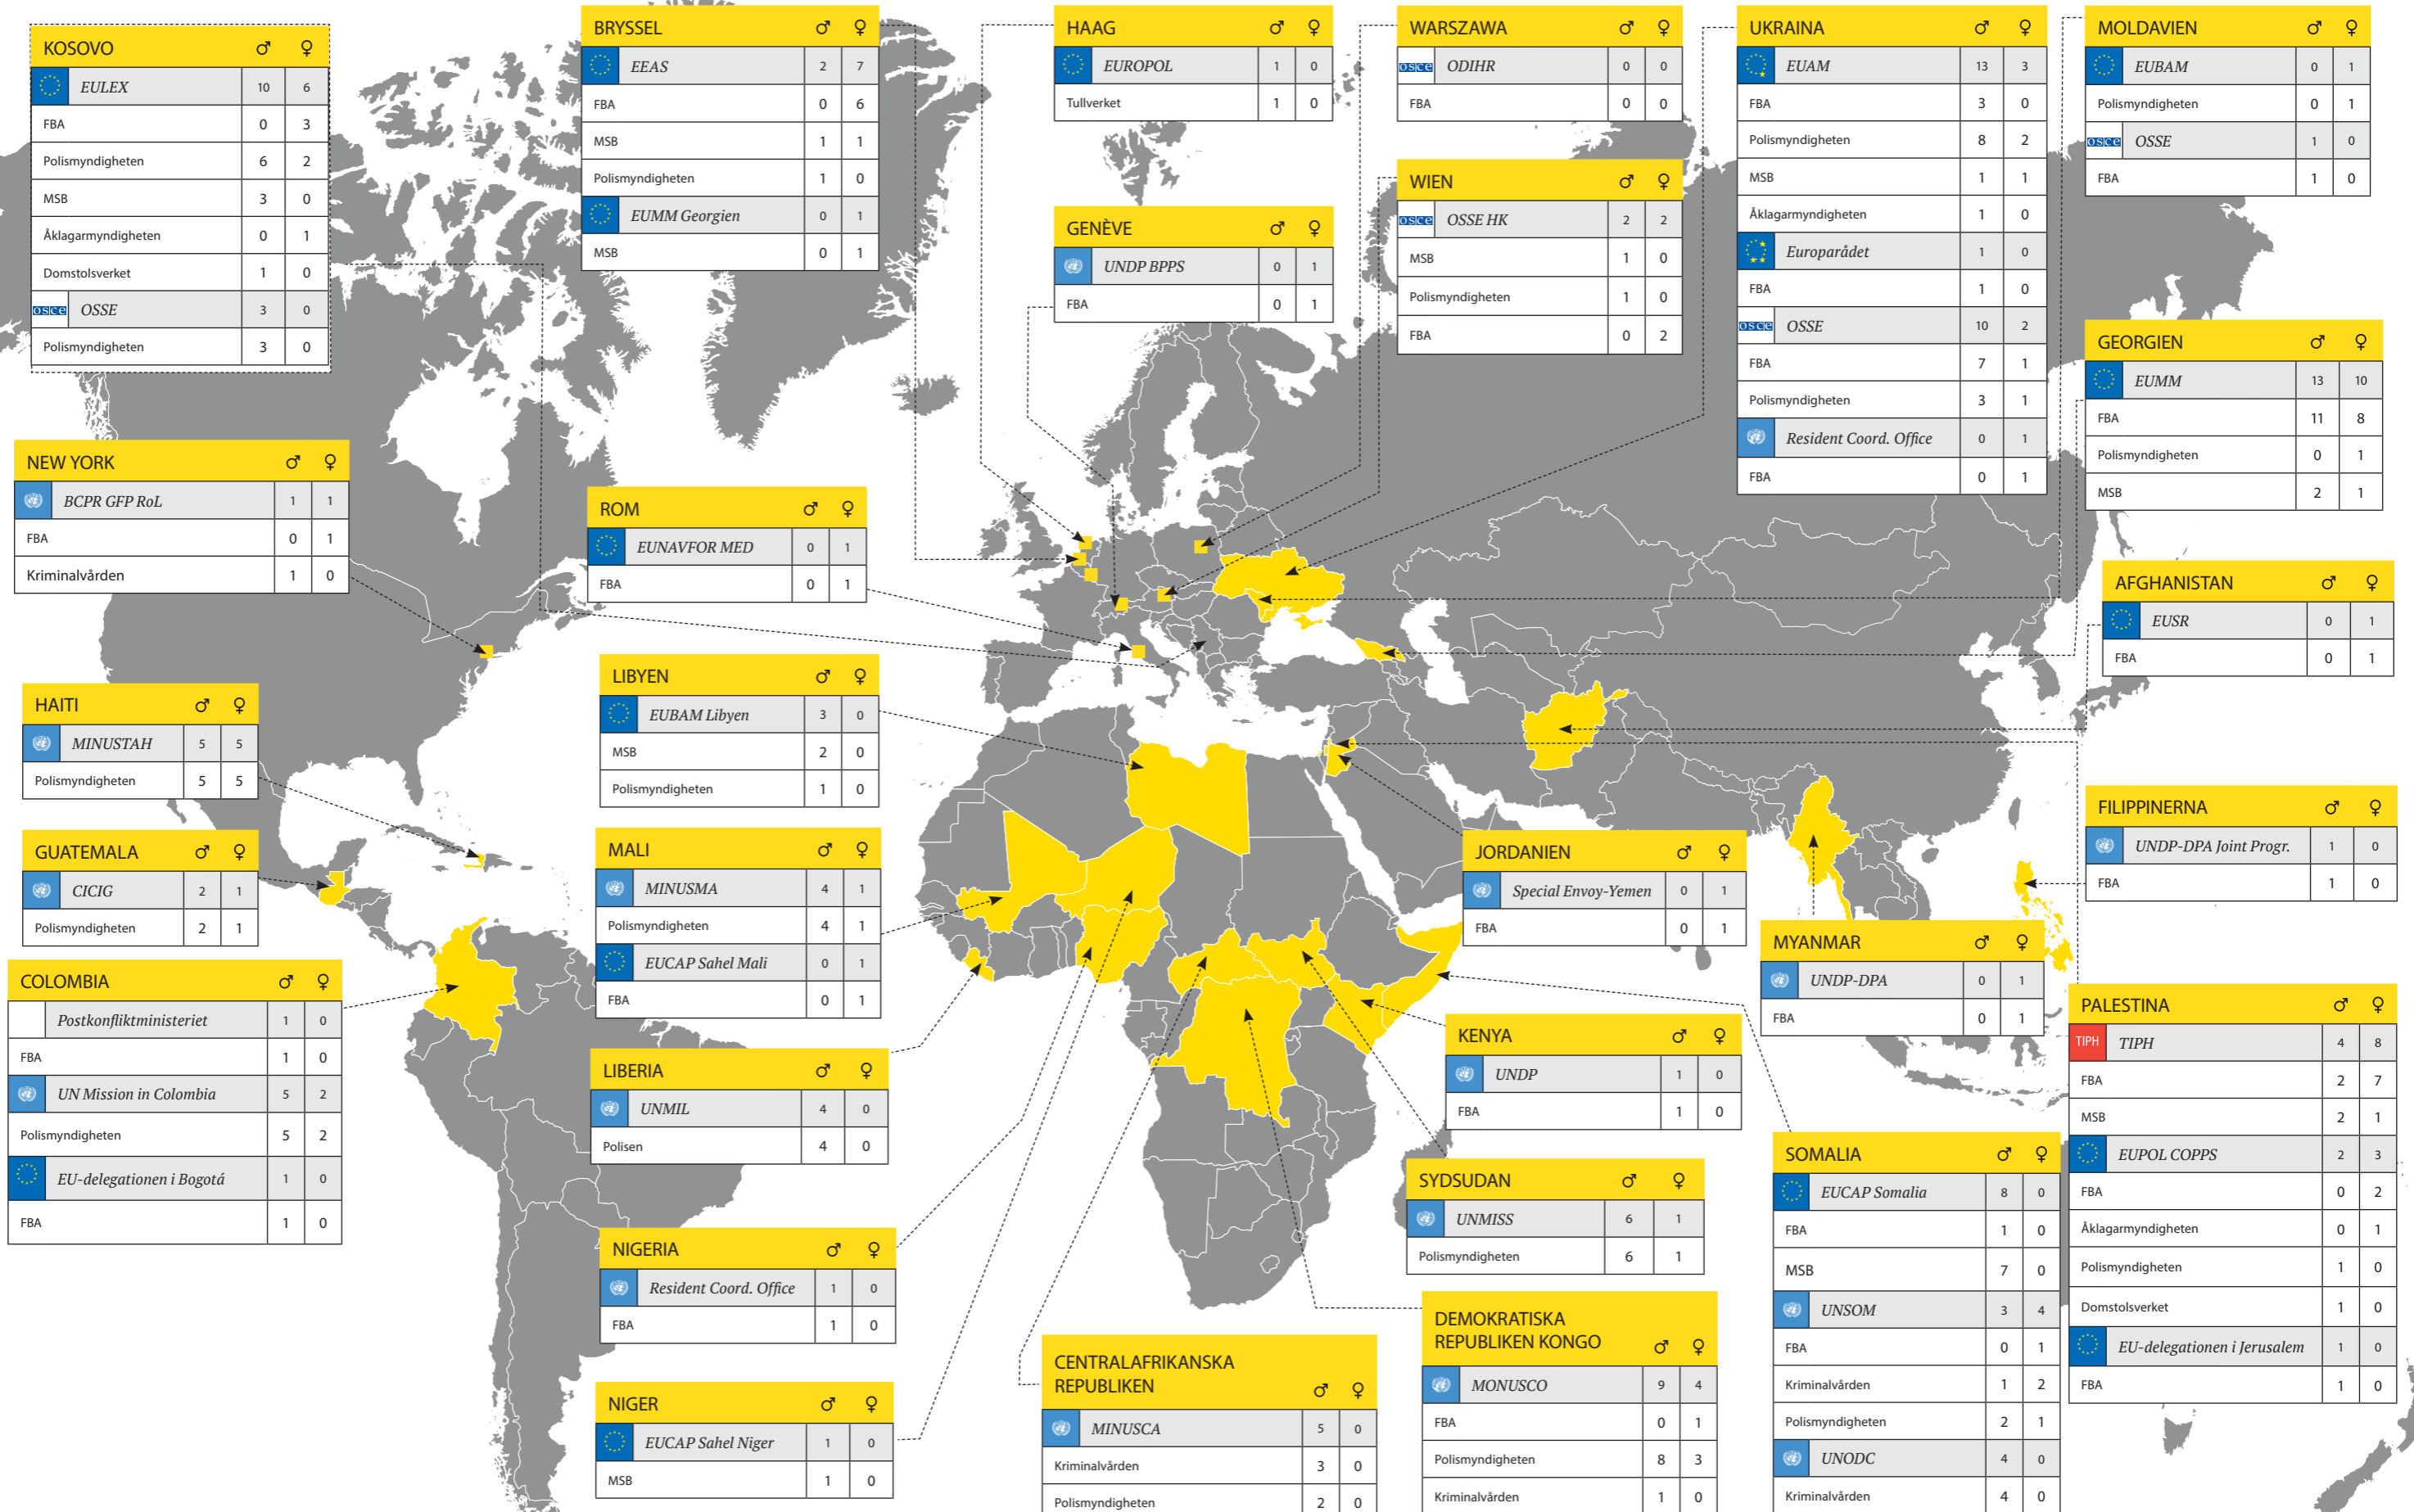 KOSOVO ♂ ♀
EULEX 10 6
FBA 0 3
Polismyndigheten 6 2
MSB 3 0
Åklagarmyndigheten 0 1
Domstolsverket 1 0
osce OSSE 3 0
Polismyndigheten 3 0
BRYSSEL ♂ ♀
EEAS 2 7
FBA 0 6
MSB 1 1
Polismyndigheten 1 0
EUMM Georgien 0 1
MSB 0 1
HAAG ♂ ♀
EUROPOL 1 0
Tullverket 1 0
GENÈVE ♂ ♀
UNDP BPPS 0 1
FBA 0 1
WARSZAWA ♂ ♀
osce ODIHR 0 0
FBA 0 0
WIEN ♂ ♀
osce OSSE HK 2 2
MSB 1 0
Polismyndigheten 1 0
FBA 0 2
UKRAINA ♂ ♀
EUAM 13 3
FBA 3 0
Polismyndigheten 8 2
MSB 1 1
Åklagarmyndigheten 1 0
Europarådet 1 0
FBA 1 0
osce OSSE 10 2
FBA 7 1
Polismyndigheten 3 1
Resident Coord. Office 0 1
FBA 0 1
MOLDAVIEN ♂ ♀
EUBAM 0 1
Polismyndigheten 0 1
osce OSSE 1 0
FBA 1 0
GEORGIEN ♂ ♀
EUMM 13 10
FBA 11 8
Polismyndigheten 0 1
MSB 2 1
NEW YORK ♂ ♀
BCPR GFP RoL 1 1
FBA 0 1
Kriminalvården 1 0
ROM ♂ ♀
EUNAVFOR MED 0 1
FBA 0 1
AFGHANISTAN ♂ ♀
EUSR 0 1
FBA 0 1
HAITI ♂ ♀
MINUSTAH 5 5
Polismyndigheten 5 5
LIBYEN ♂ ♀
EUBAM Libyen 3 0
MSB 2 0
Polismyndigheten 1 0
GUATEMALA ♂ ♀
CICIG 2 1
Polismyndigheten 2 1
MALI ♂ ♀
MINUSMA 4 1
Polismyndigheten 4 1
EUCAP Sahel Mali 0 1
FBA 0 1
JORDANIEN ♂ ♀
Special Envoy-Yemen 0 1
FBA 0 1
FILIPPINERNA ♂ ♀
UNDP-DPA Joint Progr. 1 0
FBA 1 0
MYANMAR ♂ ♀
UNDP-DPA 0 1
FBA 0 1
COLOMBIA ♂ ♀
Postkonfliktministeriet 1 0
FBA 1 0
UN Mission in Colombia 5 2
Polismyndigheten 5 2
EU-delegationen i Bogotá 1 0
FBA 1 0
LIBERIA ♂ ♀
UNMIL 4 0
Polisen 4 0
KENYA ♂ ♀
UNDP 1 0
FBA 1 0
PALESTINA ♂ ♀
TIPH TIPH 4 8
FBA 2 7
MSB 2 1
EUPOL COPPS 2 3
FBA 0 2
Åklagarmyndigheten 0 1
Polismyndigheten 1 0
Domstolsverket 1 0
EU-delegationen i Jerusalem 1 0
FBA 1 0
SYDSUDAN ♂ ♀
UNMISS 6 1
Polismyndigheten 6 1
SOMALIA ♂ ♀
EUCAP Somalia 8 0
FBA 1 0
MSB 7 0
UNSOM 3 4
FBA 0 1
Kriminalvården 1 2
Polismyndigheten 2 1
UNODC 4 0
Kriminalvården 4 0
NIGERIA ♂ ♀
Resident Coord. Office 1 0
FBA 1 0
NIGER ♂ ♀
EUCAP Sahel Niger 1 0
MSB 1 0
CENTRALAFRIKANSKA
REPUBLIKEN ♂ ♀
MINUSCA 5 0
Kriminalvården 3 0
Polismyndigheten 2 0
DEMOKRATISKA
REPUBLIKEN KONGO ♂ ♀
MONUSCO 9 4
FBA 0 1
Polismyndigheten 8 3
Kriminalvården 1 0